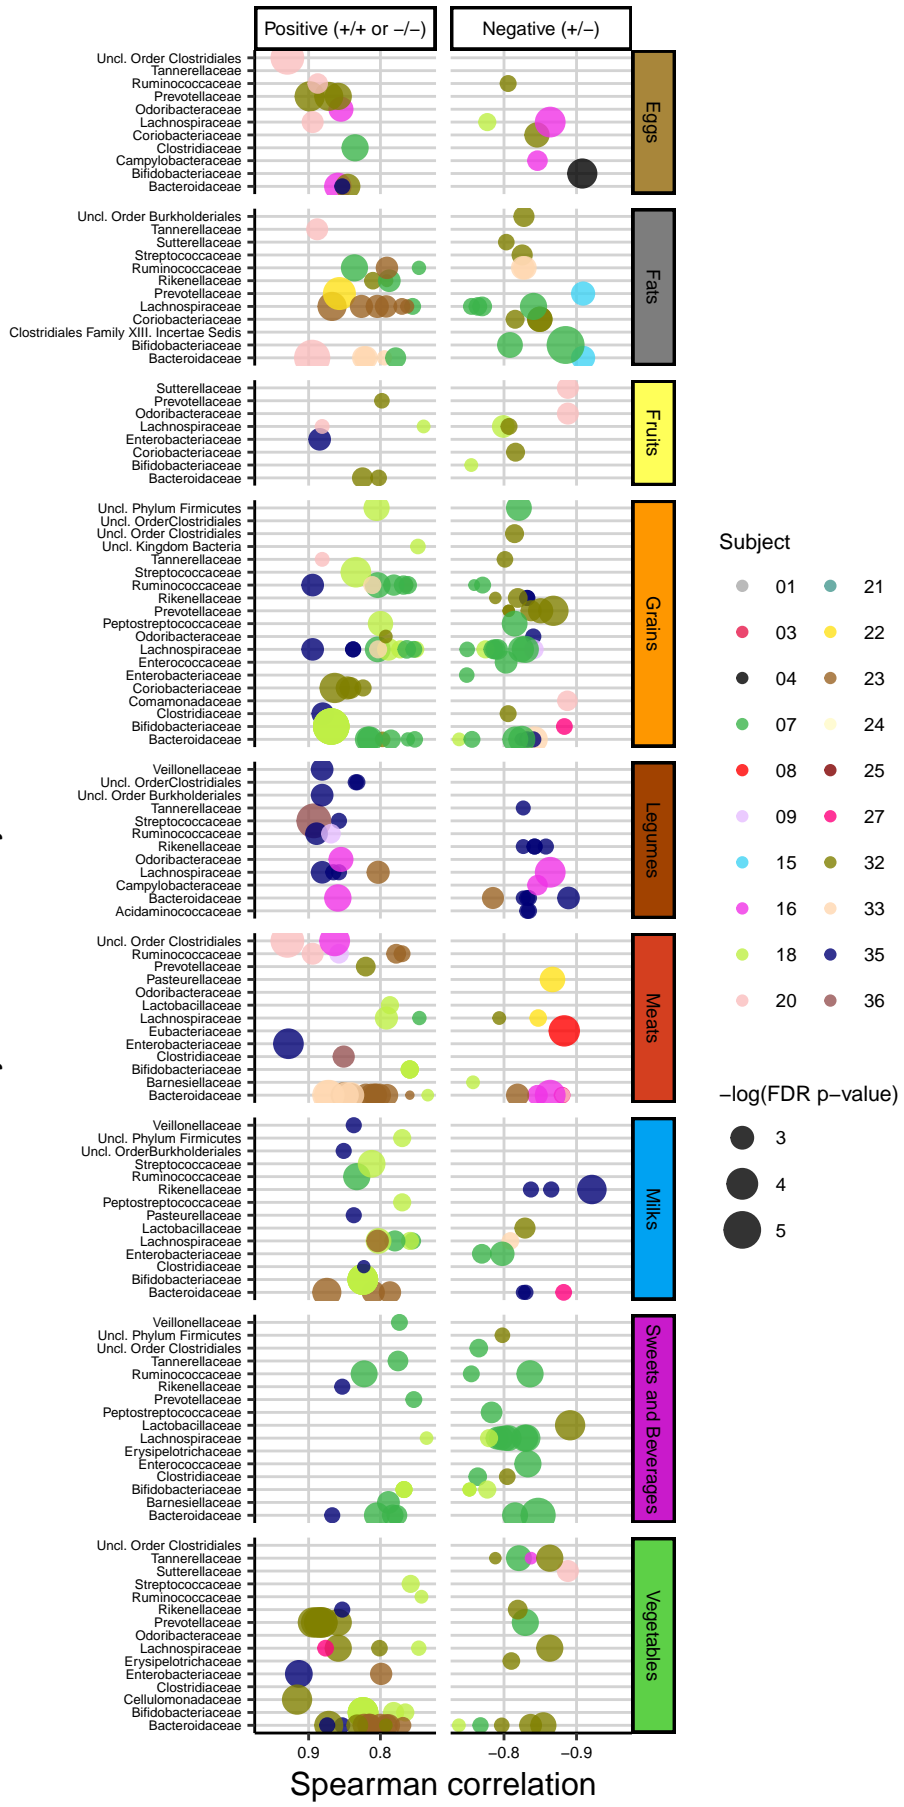 Positive (+/+ or −/−)
Negative (+/−)
Uncl. Order Clostridiales
Tannerellaceae
Ruminococcaceae
Prevotellaceae
Odoribacteraceae
Lachnospiraceae
Coriobacteriaceae
Clostridiaceae
Campylobacteraceae
Bifidobacteriaceae
Bacteroidaceae
Eggs
Uncl. Order Burkholderiales
Tannerellaceae
Sutterellaceae
Streptococcaceae
Ruminococcaceae
Rikenellaceae
Prevotellaceae
Lachnospiraceae
Coriobacteriaceae
Clostridiales Family XIII. Incertae Sedis
Bifidobacteriaceae
Bacteroidaceae
Fats
Sutterellaceae
Prevotellaceae
Odoribacteraceae
Lachnospiraceae
Enterobacteriaceae
Coriobacteriaceae
Bifidobacteriaceae
Bacteroidaceae
Fruits
Uncl. Phylum Firmicutes
Uncl. OrderClostridiales
Uncl. Order Clostridiales
Uncl. Kingdom Bacteria
Tannerellaceae
Streptococcaceae
Ruminococcaceae
Rikenellaceae
Prevotellaceae
Peptostreptococcaceae
Odoribacteraceae
Lachnospiraceae
Enterococcaceae
Enterobacteriaceae
Coriobacteriaceae
Comamonadaceae
Clostridiaceae
Bifidobacteriaceae
Bacteroidaceae
Grains
Veillonellaceae
Uncl. OrderClostridiales
Uncl. Order Burkholderiales
Tannerellaceae
Streptococcaceae
Ruminococcaceae
Rikenellaceae
Odoribacteraceae
Lachnospiraceae
Campylobacteraceae
Bacteroidaceae
Acidaminococcaceae
Legumes
Uncl. Order Clostridiales
Ruminococcaceae
Prevotellaceae
Pasteurellaceae
Odoribacteraceae
Lactobacillaceae
Lachnospiraceae
Eubacteriaceae
Enterobacteriaceae
Clostridiaceae
Bifidobacteriaceae
Barnesiellaceae
Bacteroidaceae
Meats
Veillonellaceae
Uncl. Phylum Firmicutes
Uncl. OrderBurkholderiales
Streptococcaceae
Ruminococcaceae
Rikenellaceae
Peptostreptococcaceae
Pasteurellaceae
Lactobacillaceae
Lachnospiraceae
Enterobacteriaceae
Clostridiaceae
Bifidobacteriaceae
Bacteroidaceae
Milks
Veillonellaceae
Uncl. Phylum Firmicutes
Uncl. Order Clostridiales
Tannerellaceae
Ruminococcaceae
Rikenellaceae
Prevotellaceae
Peptostreptococcaceae
Lactobacillaceae
Lachnospiraceae
Erysipelotrichaceae
Enterococcaceae
Clostridiaceae
Bifidobacteriaceae
Barnesiellaceae
Bacteroidaceae
Sweets and Beverages
Uncl. Order Clostridiales
Tannerellaceae
Sutterellaceae
Streptococcaceae
Ruminococcaceae
Rikenellaceae
Prevotellaceae
Odoribacteraceae
Lachnospiraceae
Erysipelotrichaceae
Enterobacteriaceae
Clostridiaceae
Cellulomonadaceae
Bifidobacteriaceae
Bacteroidaceae
Vegetables
0.9 0.8 −0.8 −0.9
Spearman correlation
Subject
01 21
03 22
04 23
07 24
08 25
09 27
15 32
16 33
18 35
20 36
−log(FDR p−value)
3
4
5